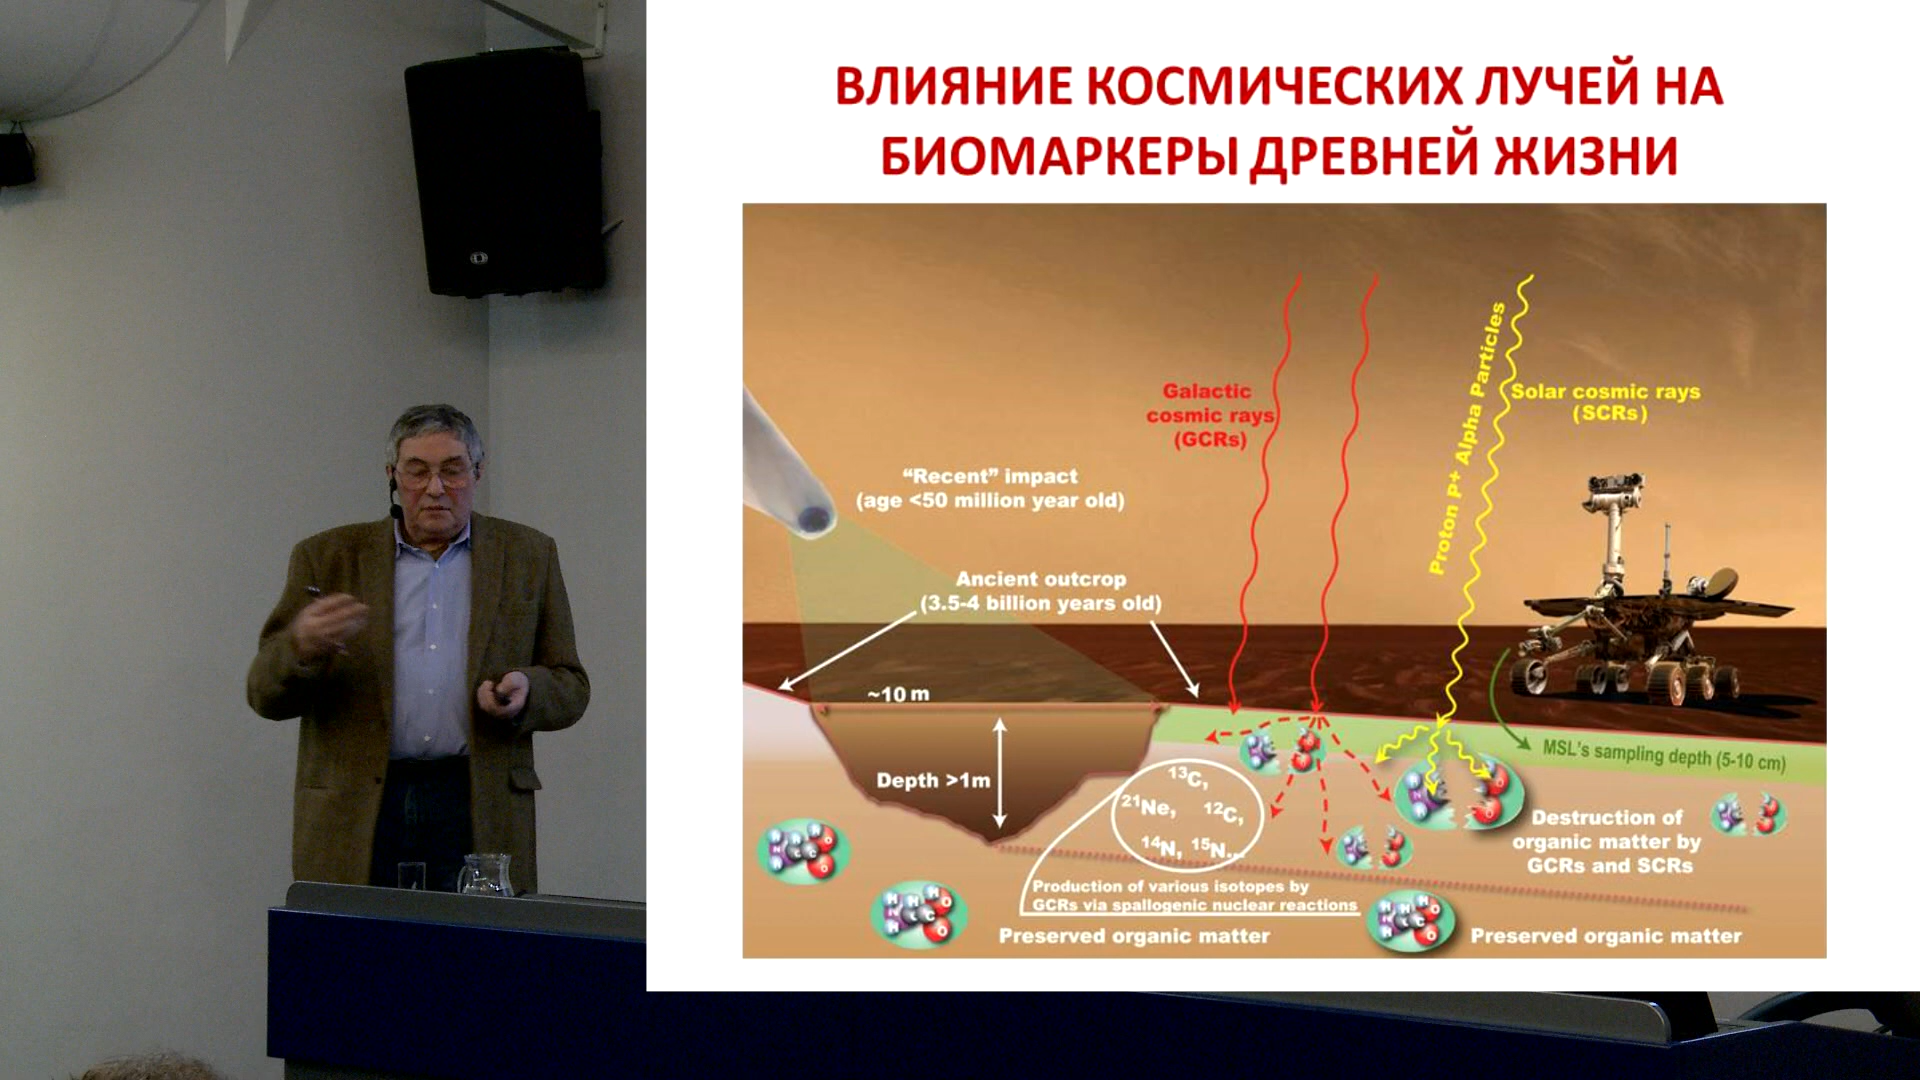 ВЛИЯНИЕ КОСМИЧЕСКИХ ЛУЧЕЙ НА
БИОМАРКЕРЫ ДРЕВНЕЙ ЖИЗНИ
Galactic
cosmic rays
(GCRs)
Proton P+ Alpha Particles
Solar cosmic rays
(SCRs)
“Recent” impact
(age <50 million year old)
Ancient outcrop
(3.5-4 billion years old)
~10 m
Depth >1m
MSL's sampling depth (5-10 cm)
¹³C,
²¹Ne, ¹²C,
¹⁴N, ¹⁵N...
Destruction of
organic matter by
GCRs and SCRs
Production of various isotopes by
GCRs via spallogenic nuclear reactions
Preserved organic matter
Preserved organic matter